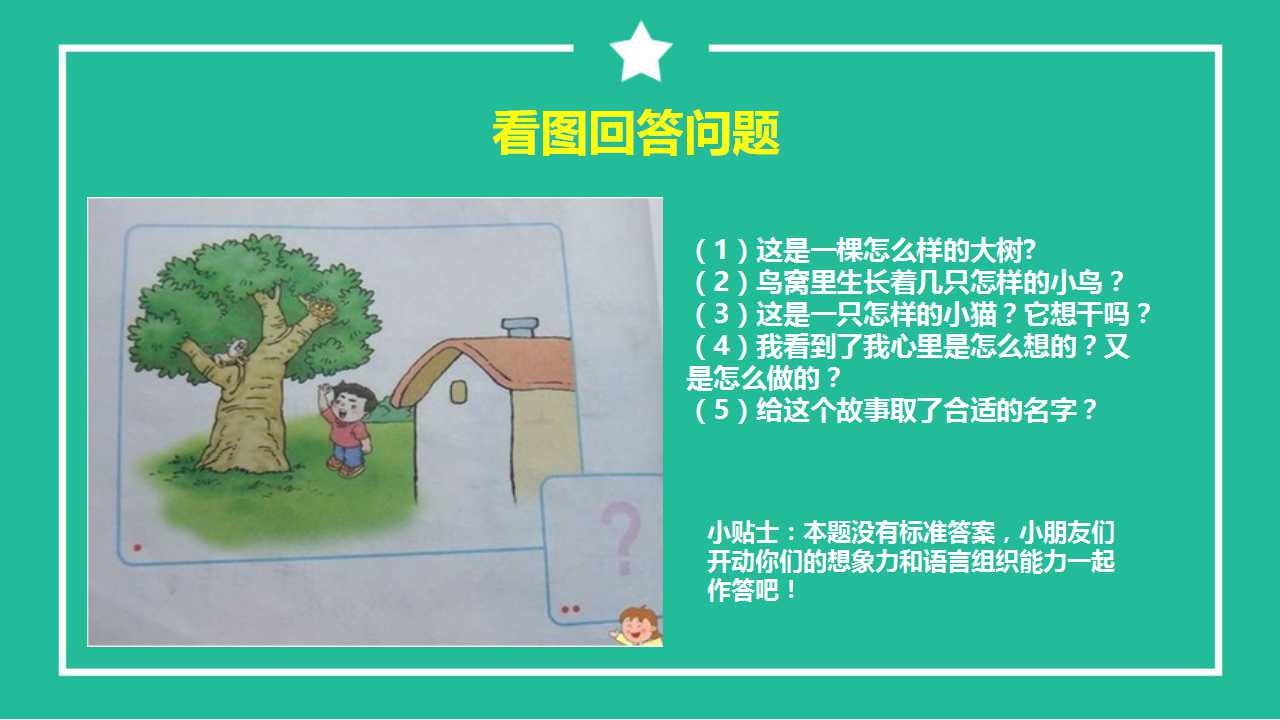 看图回答问题
（1）这是一棵怎么样的大树?
（2）鸟窝里生长着几只怎样的小鸟？
（3）这是一只怎样的小猫？它想干吗？
（4）我看到了我心里是怎么想的？又
是怎么做的？
（5）给这个故事取了合适的名字？
?
小贴士：本题没有标准答案，小朋友们
开动你们的想象力和语言组织能力一起
作答吧！